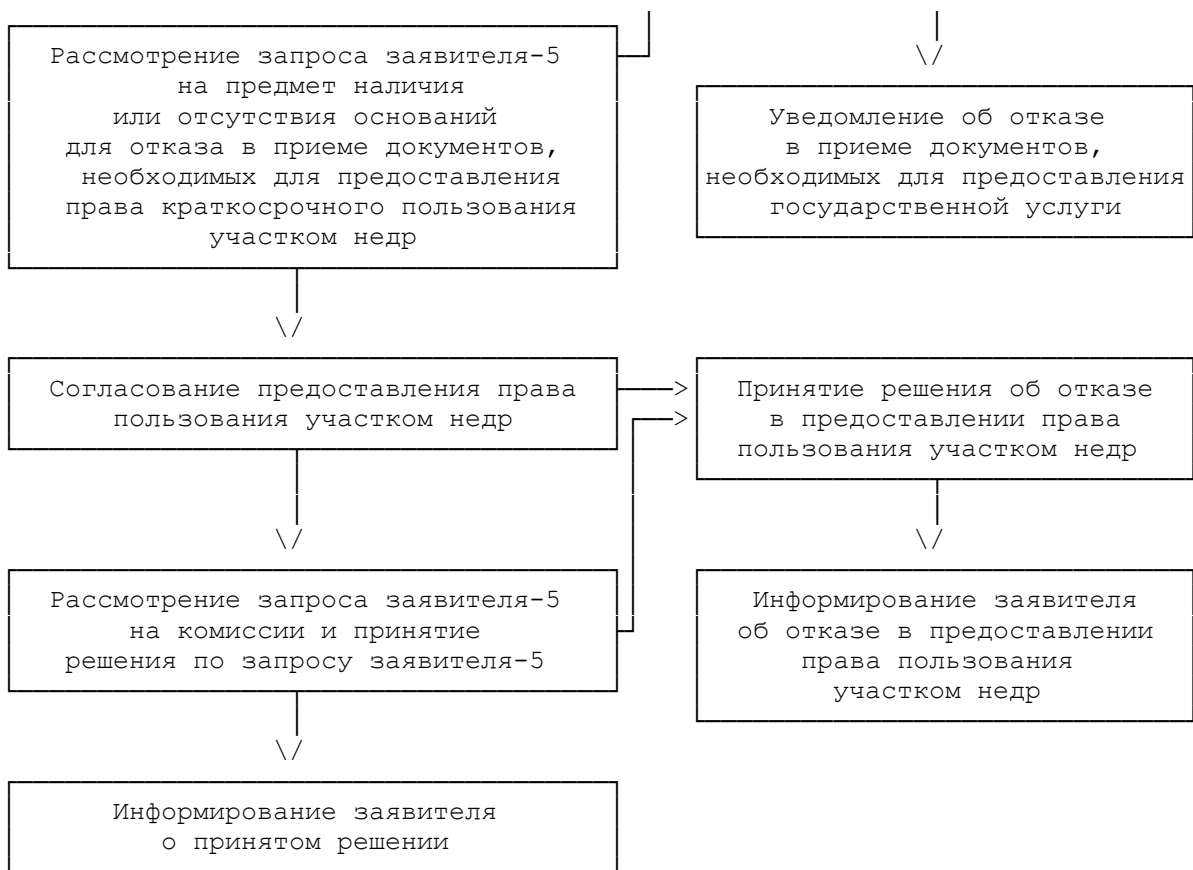 Рассмотрение запроса заявителя-5
на предмет наличия
или отсутствия оснований
для отказа в приеме документов,
необходимых для предоставления
права краткосрочного пользования
участком недр
Уведомление об отказе
в приеме документов,
необходимых для предоставления
государственной услуги
Согласование предоставления права
пользования участком недр
Принятие решения об отказе
в предоставлении права
пользования участком недр
Рассмотрение запроса заявителя-5
на комиссии и принятие
решения по запросу заявителя-5
Информирование заявителя
об отказе в предоставлении
права пользования
участком недр
Информирование заявителя
о принятом решении